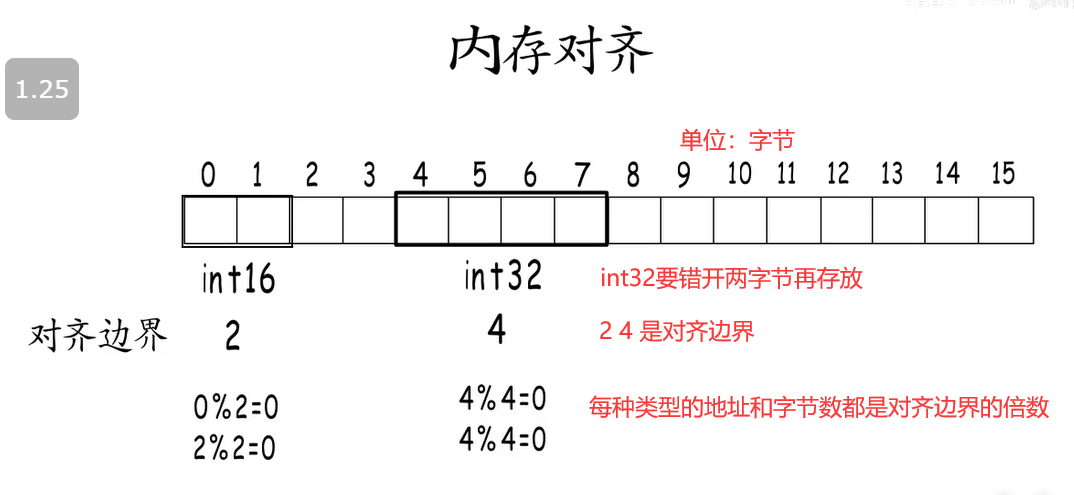 内存对齐
1.25
单位：字节
0 1 2 3 4 5 6 7 8 9 10 11 12 13 14 15
int16 int32 int32要错开两字节再存放
对齐边界 2 4 2 4 是对齐边界
0%2=0 4%4=0 每种类型的地址和字节数都是对齐边界的倍数
2%2=0 4%4=0